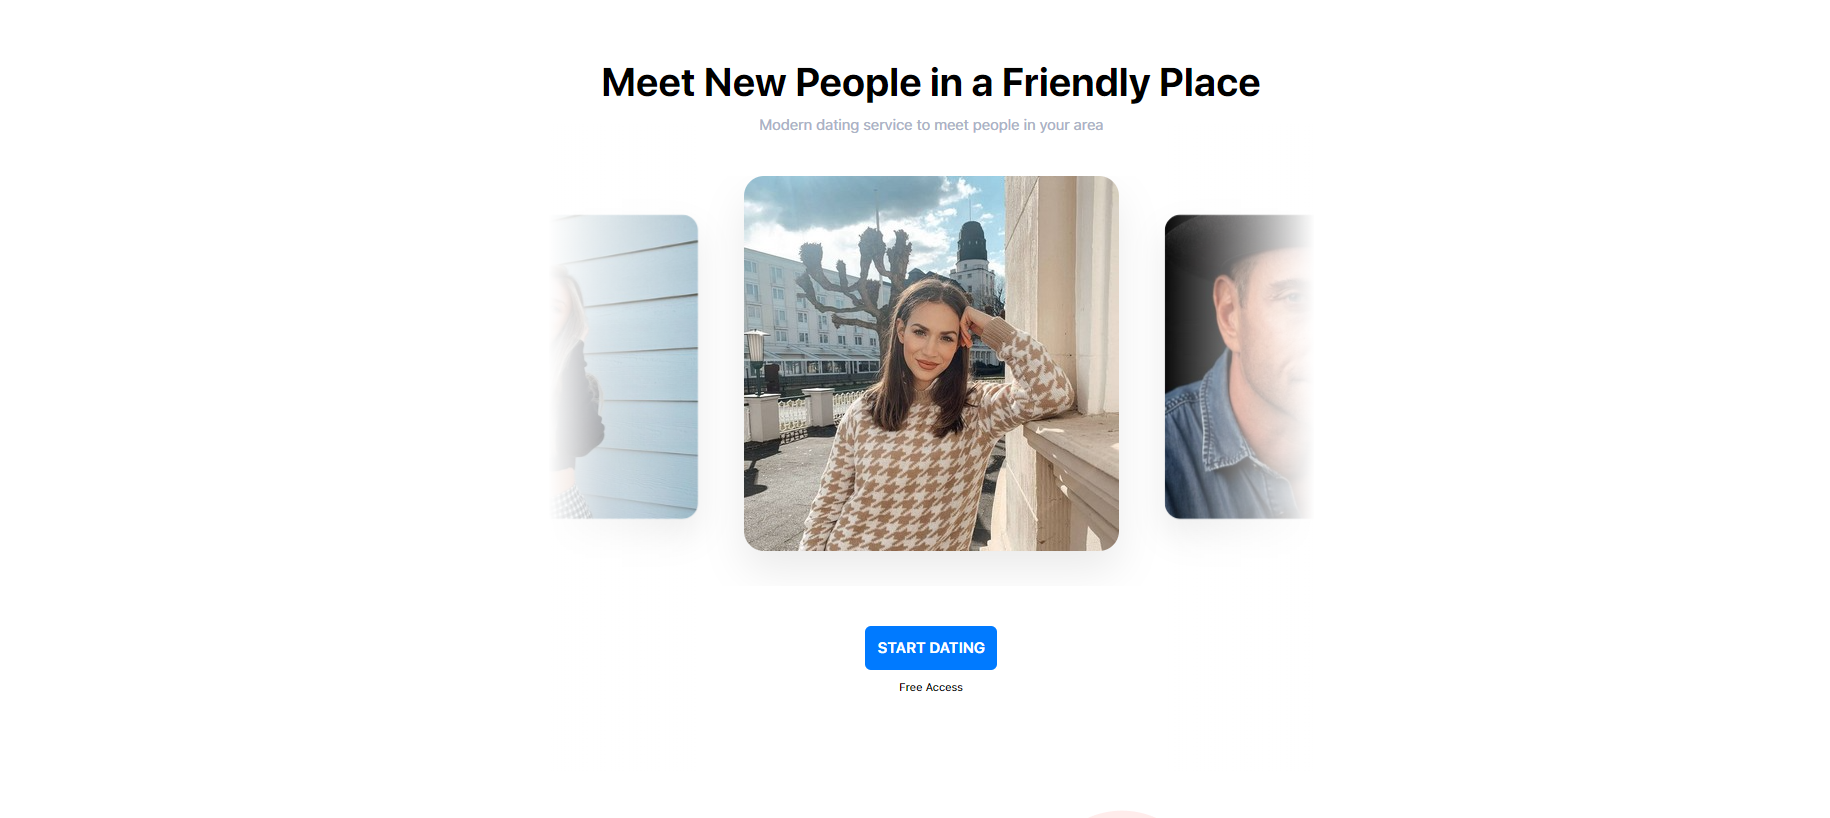 Meet New People in a Friendly Place
Modern dating service to meet people in your area
START DATING
Free Access